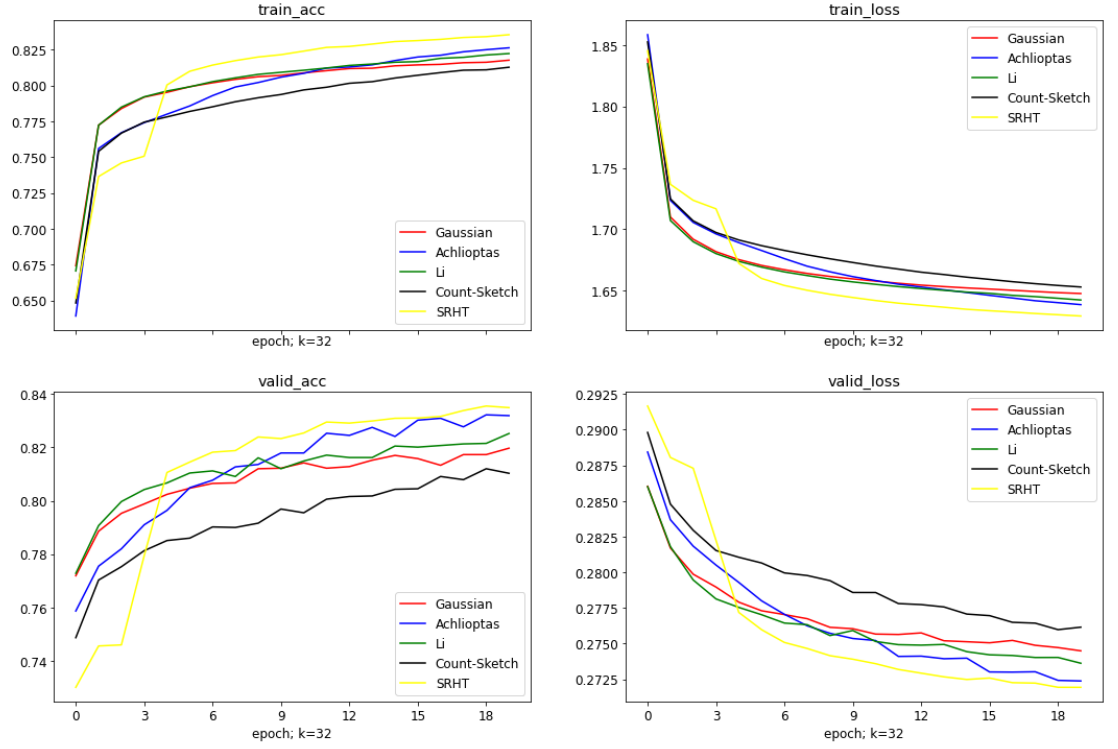 train_acc
0.825
0.800
0.775
0.750
0.725
0.700
0.675
0.650
Gaussian
Achlioptas
Li
Count-Sketch
SRHT
epoch; k=32
train_loss
1.85
1.80
1.75
1.70
1.65
Gaussian
Achlioptas
Li
Count-Sketch
SRHT
epoch; k=32
valid_acc
0.84
0.82
0.80
0.78
0.76
0.74
Gaussian
Achlioptas
Li
Count-Sketch
SRHT
0 3 6 9 12 15 18
epoch; k=32
valid_loss
0.2925
0.2900
0.2875
0.2850
0.2825
0.2800
0.2775
0.2750
0.2725
Gaussian
Achlioptas
Li
Count-Sketch
SRHT
0 3 6 9 12 15 18
epoch; k=32